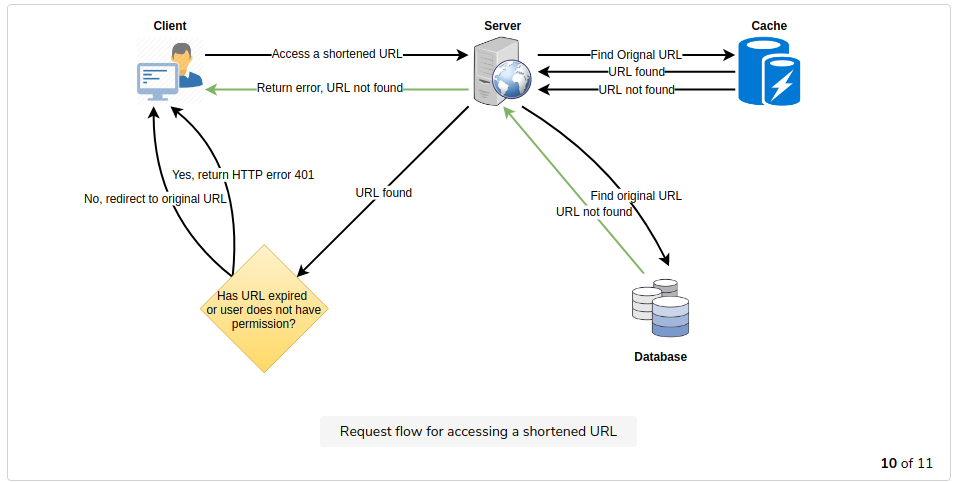 Client
Server
Cache
Access a shortened URL
Find Orignal URL
URL found
Return error, URL not found
URL not found
Yes, return HTTP error 401
No, redirect to original URL
URL found
Find original URL
URL not found
Has URL expired
or user does not have
permission?
Database
Request flow for accessing a shortened URL
10 of 11